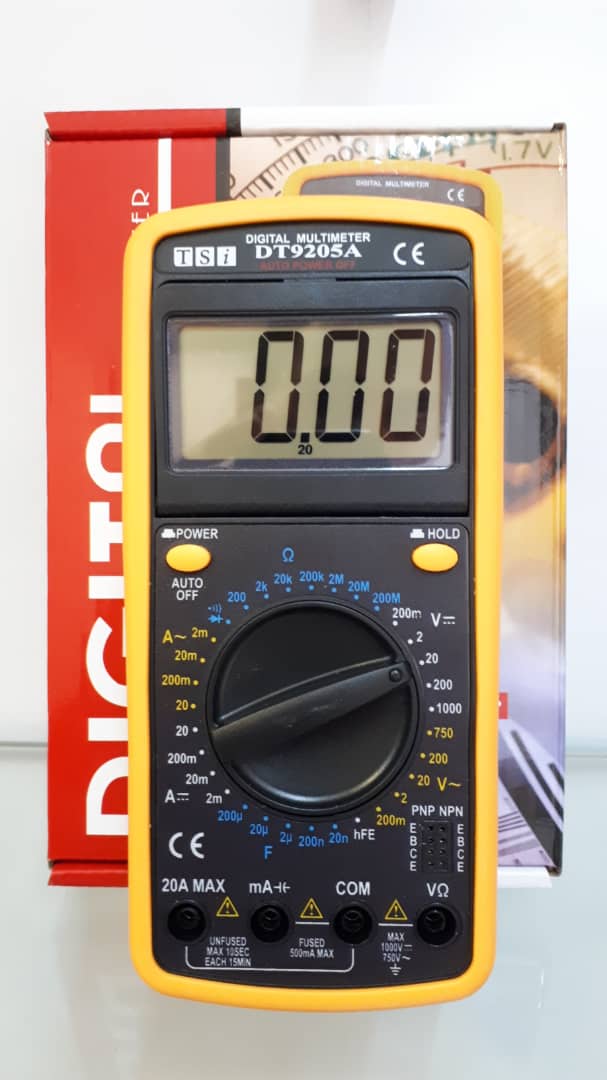 1.7V
DIGITAL MULTIMETER CE
DIGITAL
TSi
DIGITAL MULTIMETER
DT9205A
AUTO POWER OFF
CE
0.00
20
POWER
HOLD
AUTO
OFF
Ω
200 2k 20k 200k 2M 20M 200M
A~ 2m
20m
200m
20
20
200m
20m
A⎓ 2m
200m V⎓
2
20
200
1000
750
200
20 V~
2
200m
200µ 20µ 2µ 200n 20n hFE
F
CE
PNP NPN
E E
B B
C C
E E
20A MAX mA COM VΩ
UNFUSED
MAX 10SEC
EACH 15MIN
FUSED
500mA MAX
MAX
1000V⎓
750V~